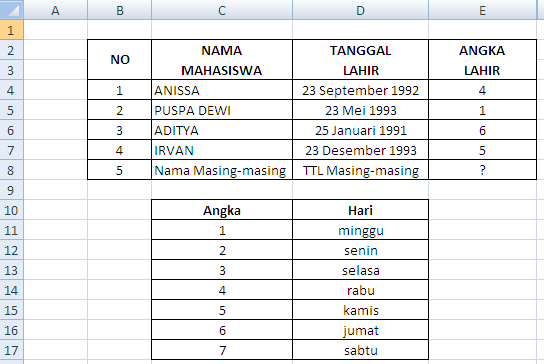 A B C D E
1
2 NO NAMA TANGGAL ANGKA
3 MAHASISWA LAHIR LAHIR
4 1 ANISSA 23 September 1992 4
5 2 PUSPA DEWI 23 Mei 1993 1
6 3 ADITYA 25 Januari 1991 6
7 4 IRVAN 23 Desember 1993 5
8 5 Nama Masing-masing TTL Masing-masing ?
9
10 Angka Hari
11 1 minggu
12 2 senin
13 3 selasa
14 4 rabu
15 5 kamis
16 6 jumat
17 7 sabtu